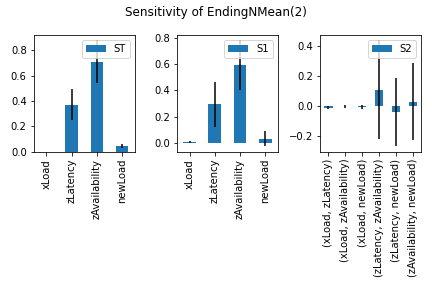 Sensitivity of EndingNMean(2)
ST
0.8
0.6
0.4
0.2
0.0
xLoad
zLatency
zAvailability
newLoad
S1
0.8
0.6
0.4
0.2
0.0
xLoad
zLatency
zAvailability
newLoad
S2
0.4
0.2
0.0
−0.2
(xLoad, zLatency)
(xLoad, zAvailability)
(xLoad, newLoad)
(zLatency, zAvailability)
(zLatency, newLoad)
(zAvailability, newLoad)